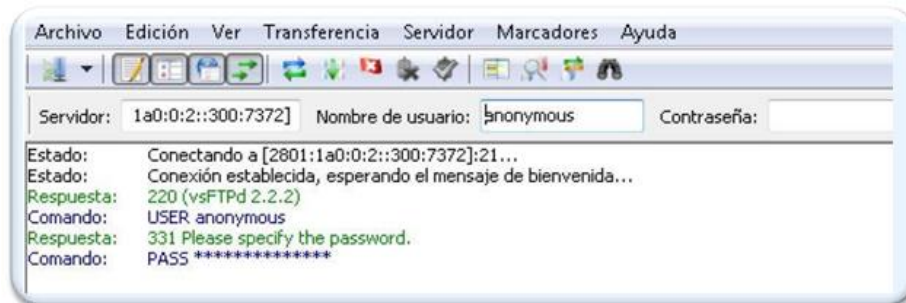 Archivo Edición Ver Transferencia Servidor Marcadores Ayuda
Servidor: 1a0:0:2::300:7372] Nombre de usuario: anonymous Contraseña:
Estado: Conectando a [2801:1a0:0:2::300:7372]:21...
Estado: Conexión establecida, esperando el mensaje de bienvenida...
Respuesta: 220 (vsFTPd 2.2.2)
Comando: USER anonymous
Respuesta: 331 Please specify the password.
Comando: PASS **************